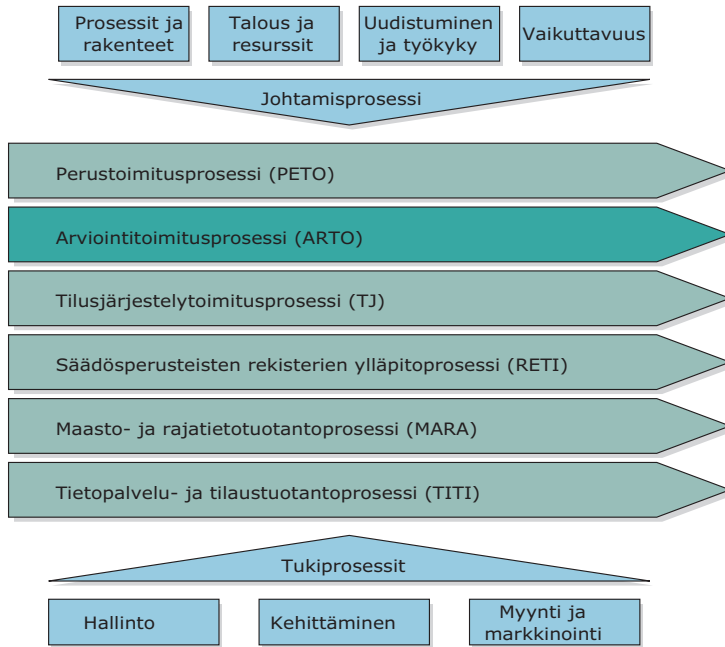 Prosessit ja
rakenteet
Talous ja
resurssit
Uudistuminen
ja työkyky
Vaikuttavuus
Johtamisprosessi
Perustoimitusprosessi (PETO)
Arviointitoimitusprosessi (ARTO)
Tilusjärjestelytoimitusprosessi (TJ)
Säädösperusteisten rekisterien ylläpitoprosessi (RETI)
Maasto- ja rajatietotuotantoprosessi (MARA)
Tietopalvelu- ja tilaustuotantoprosessi (TITI)
Tukiprosessit
Hallinto
Kehittäminen
Myynti ja
markkinointi